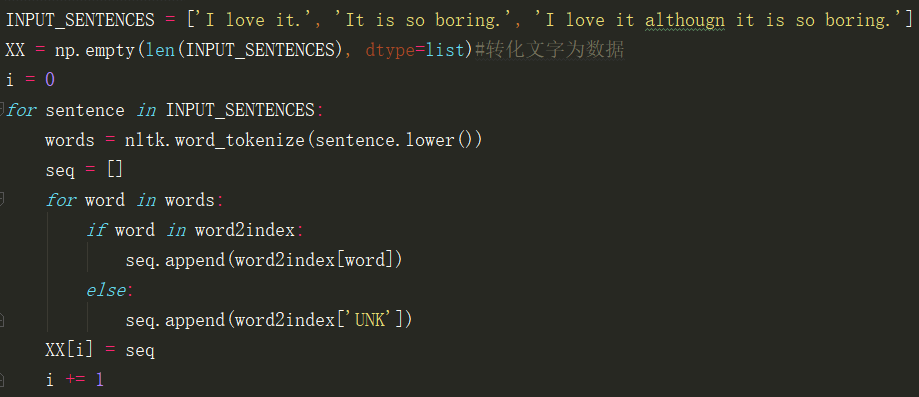 INPUT_SENTENCES = ['I love it.', 'It is so boring.', 'I love it althougn it is so boring.']
XX = np.empty(len(INPUT_SENTENCES), dtype=list)#转化文字为数据
i = 0
for sentence in INPUT_SENTENCES:
    words = nltk.word_tokenize(sentence.lower())
    seq = []
    for word in words:
        if word in word2index:
            seq.append(word2index[word])
        else:
            seq.append(word2index['UNK'])
    XX[i] = seq
    i += 1